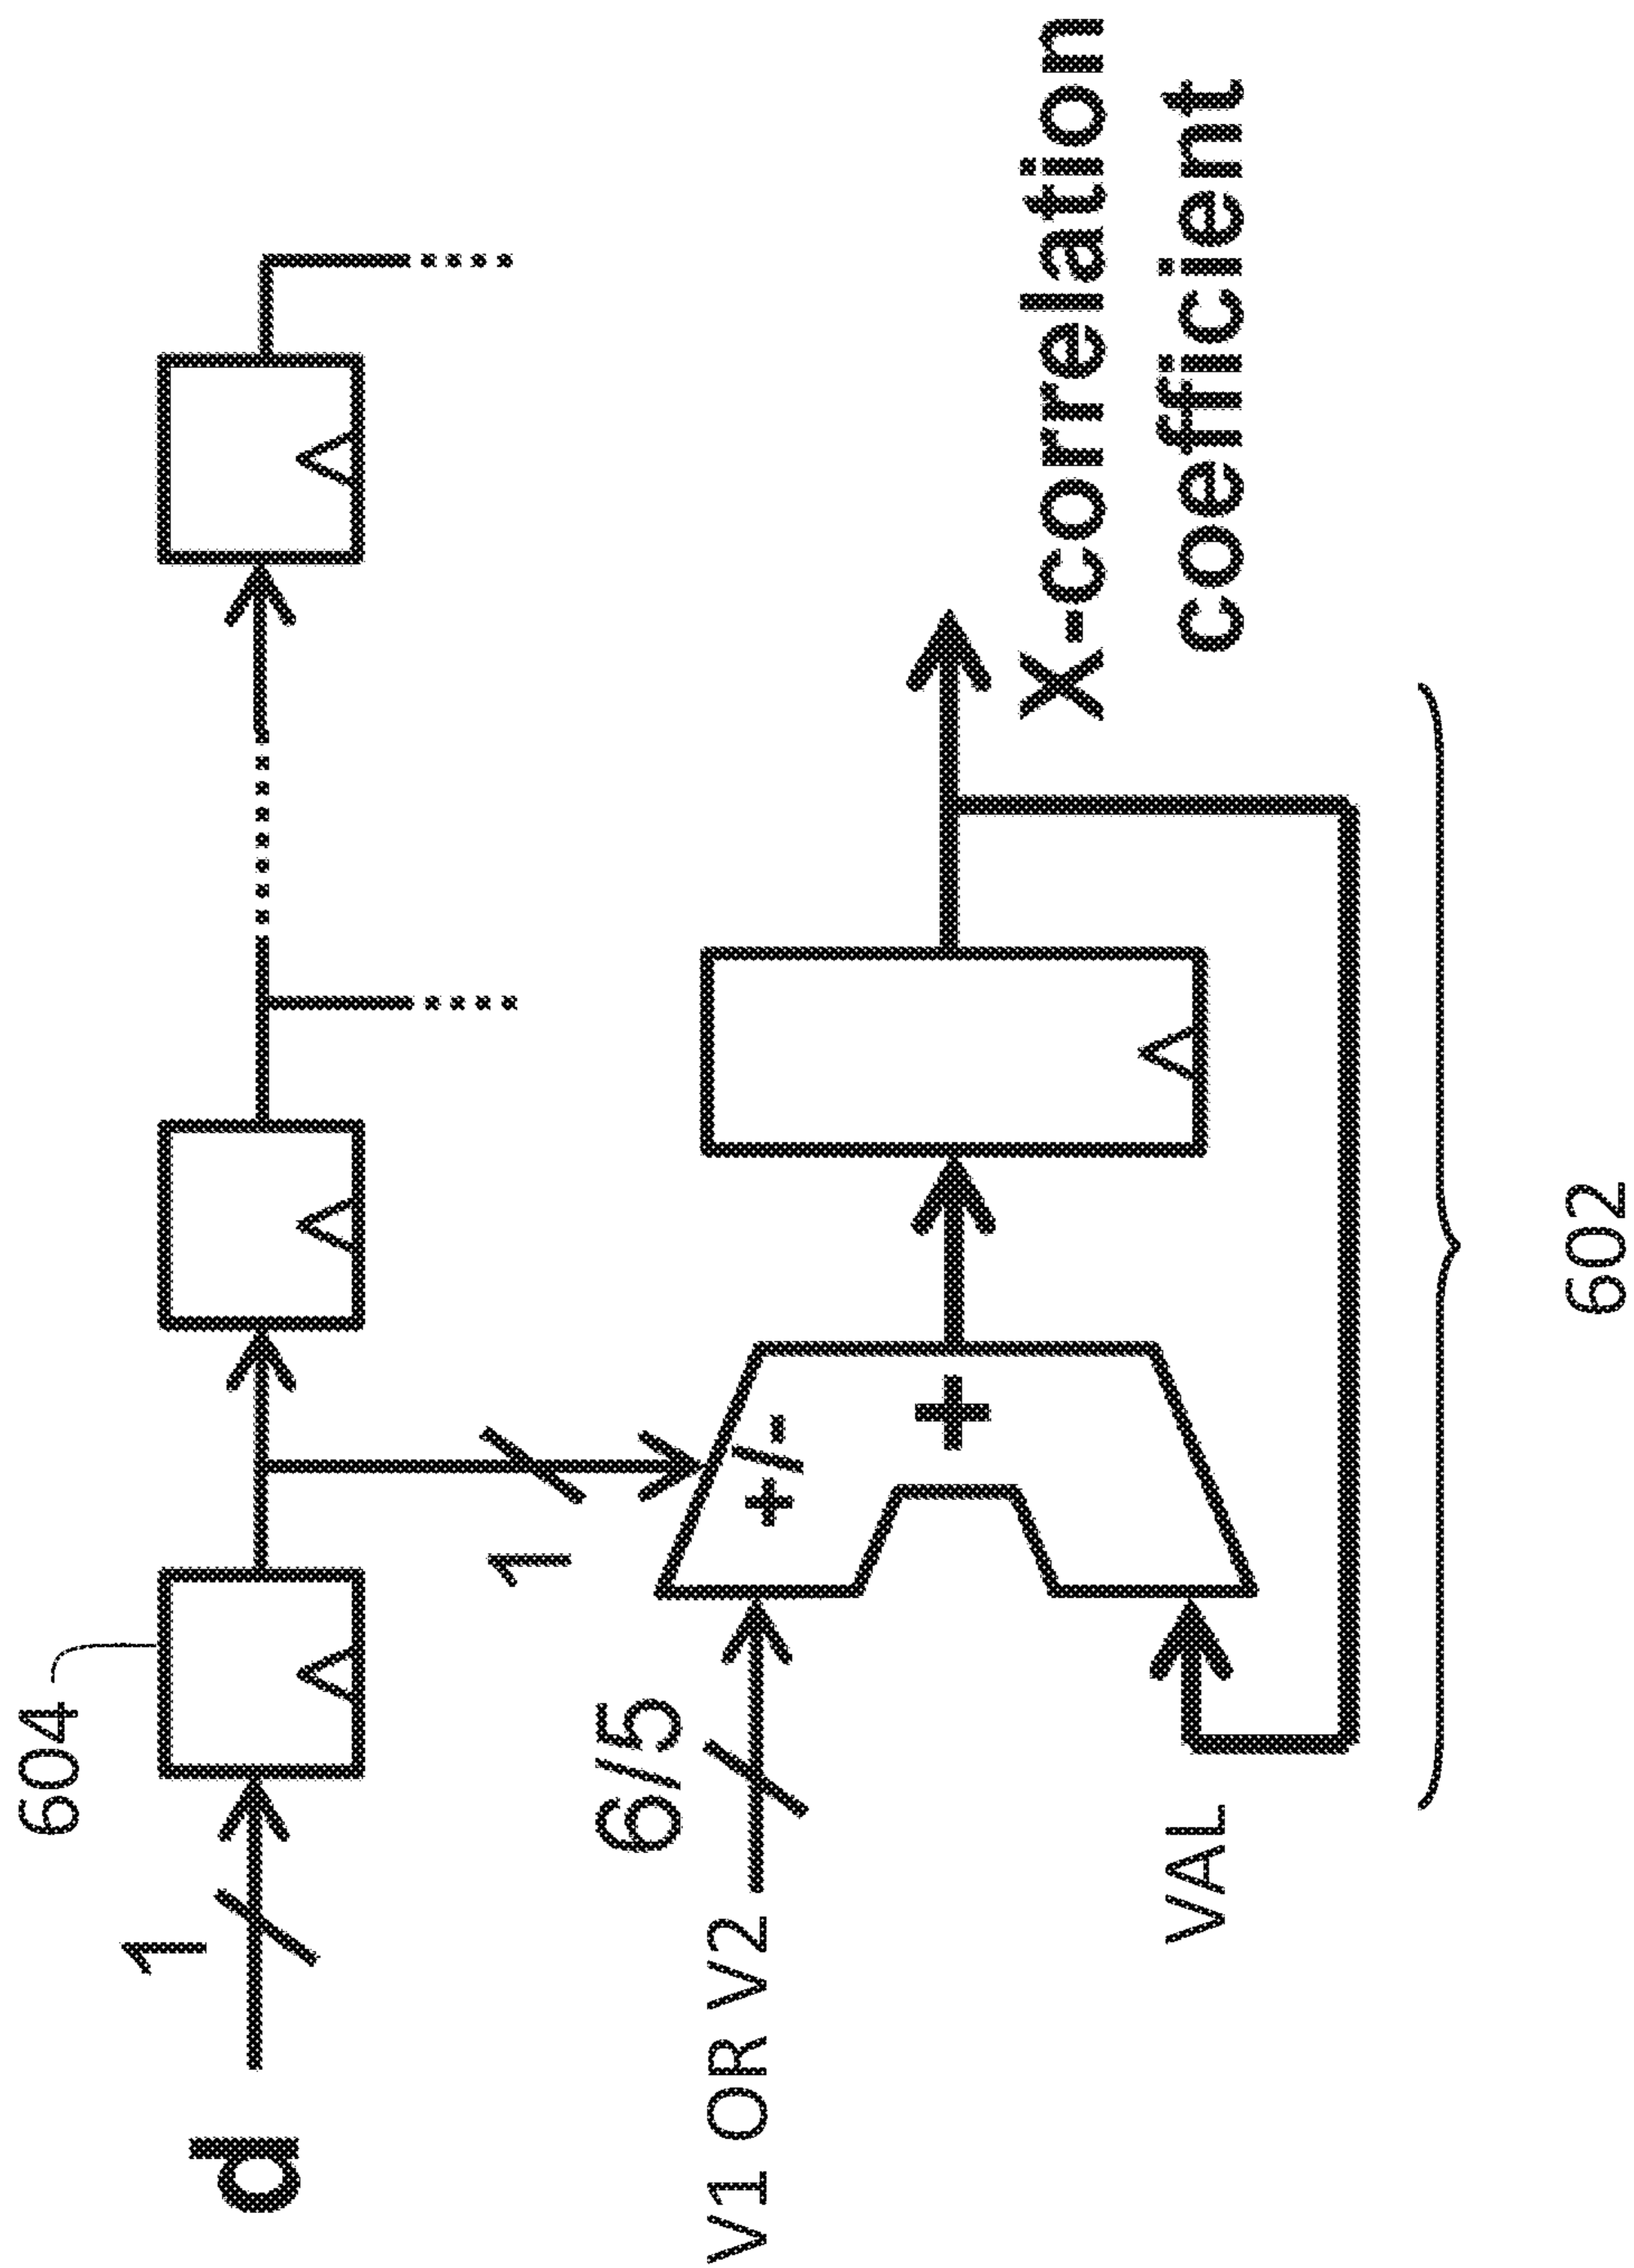 604
1
d
1
6/5
V1 OR V2
+/-
+
VAL
X-correlation
coefficient
602